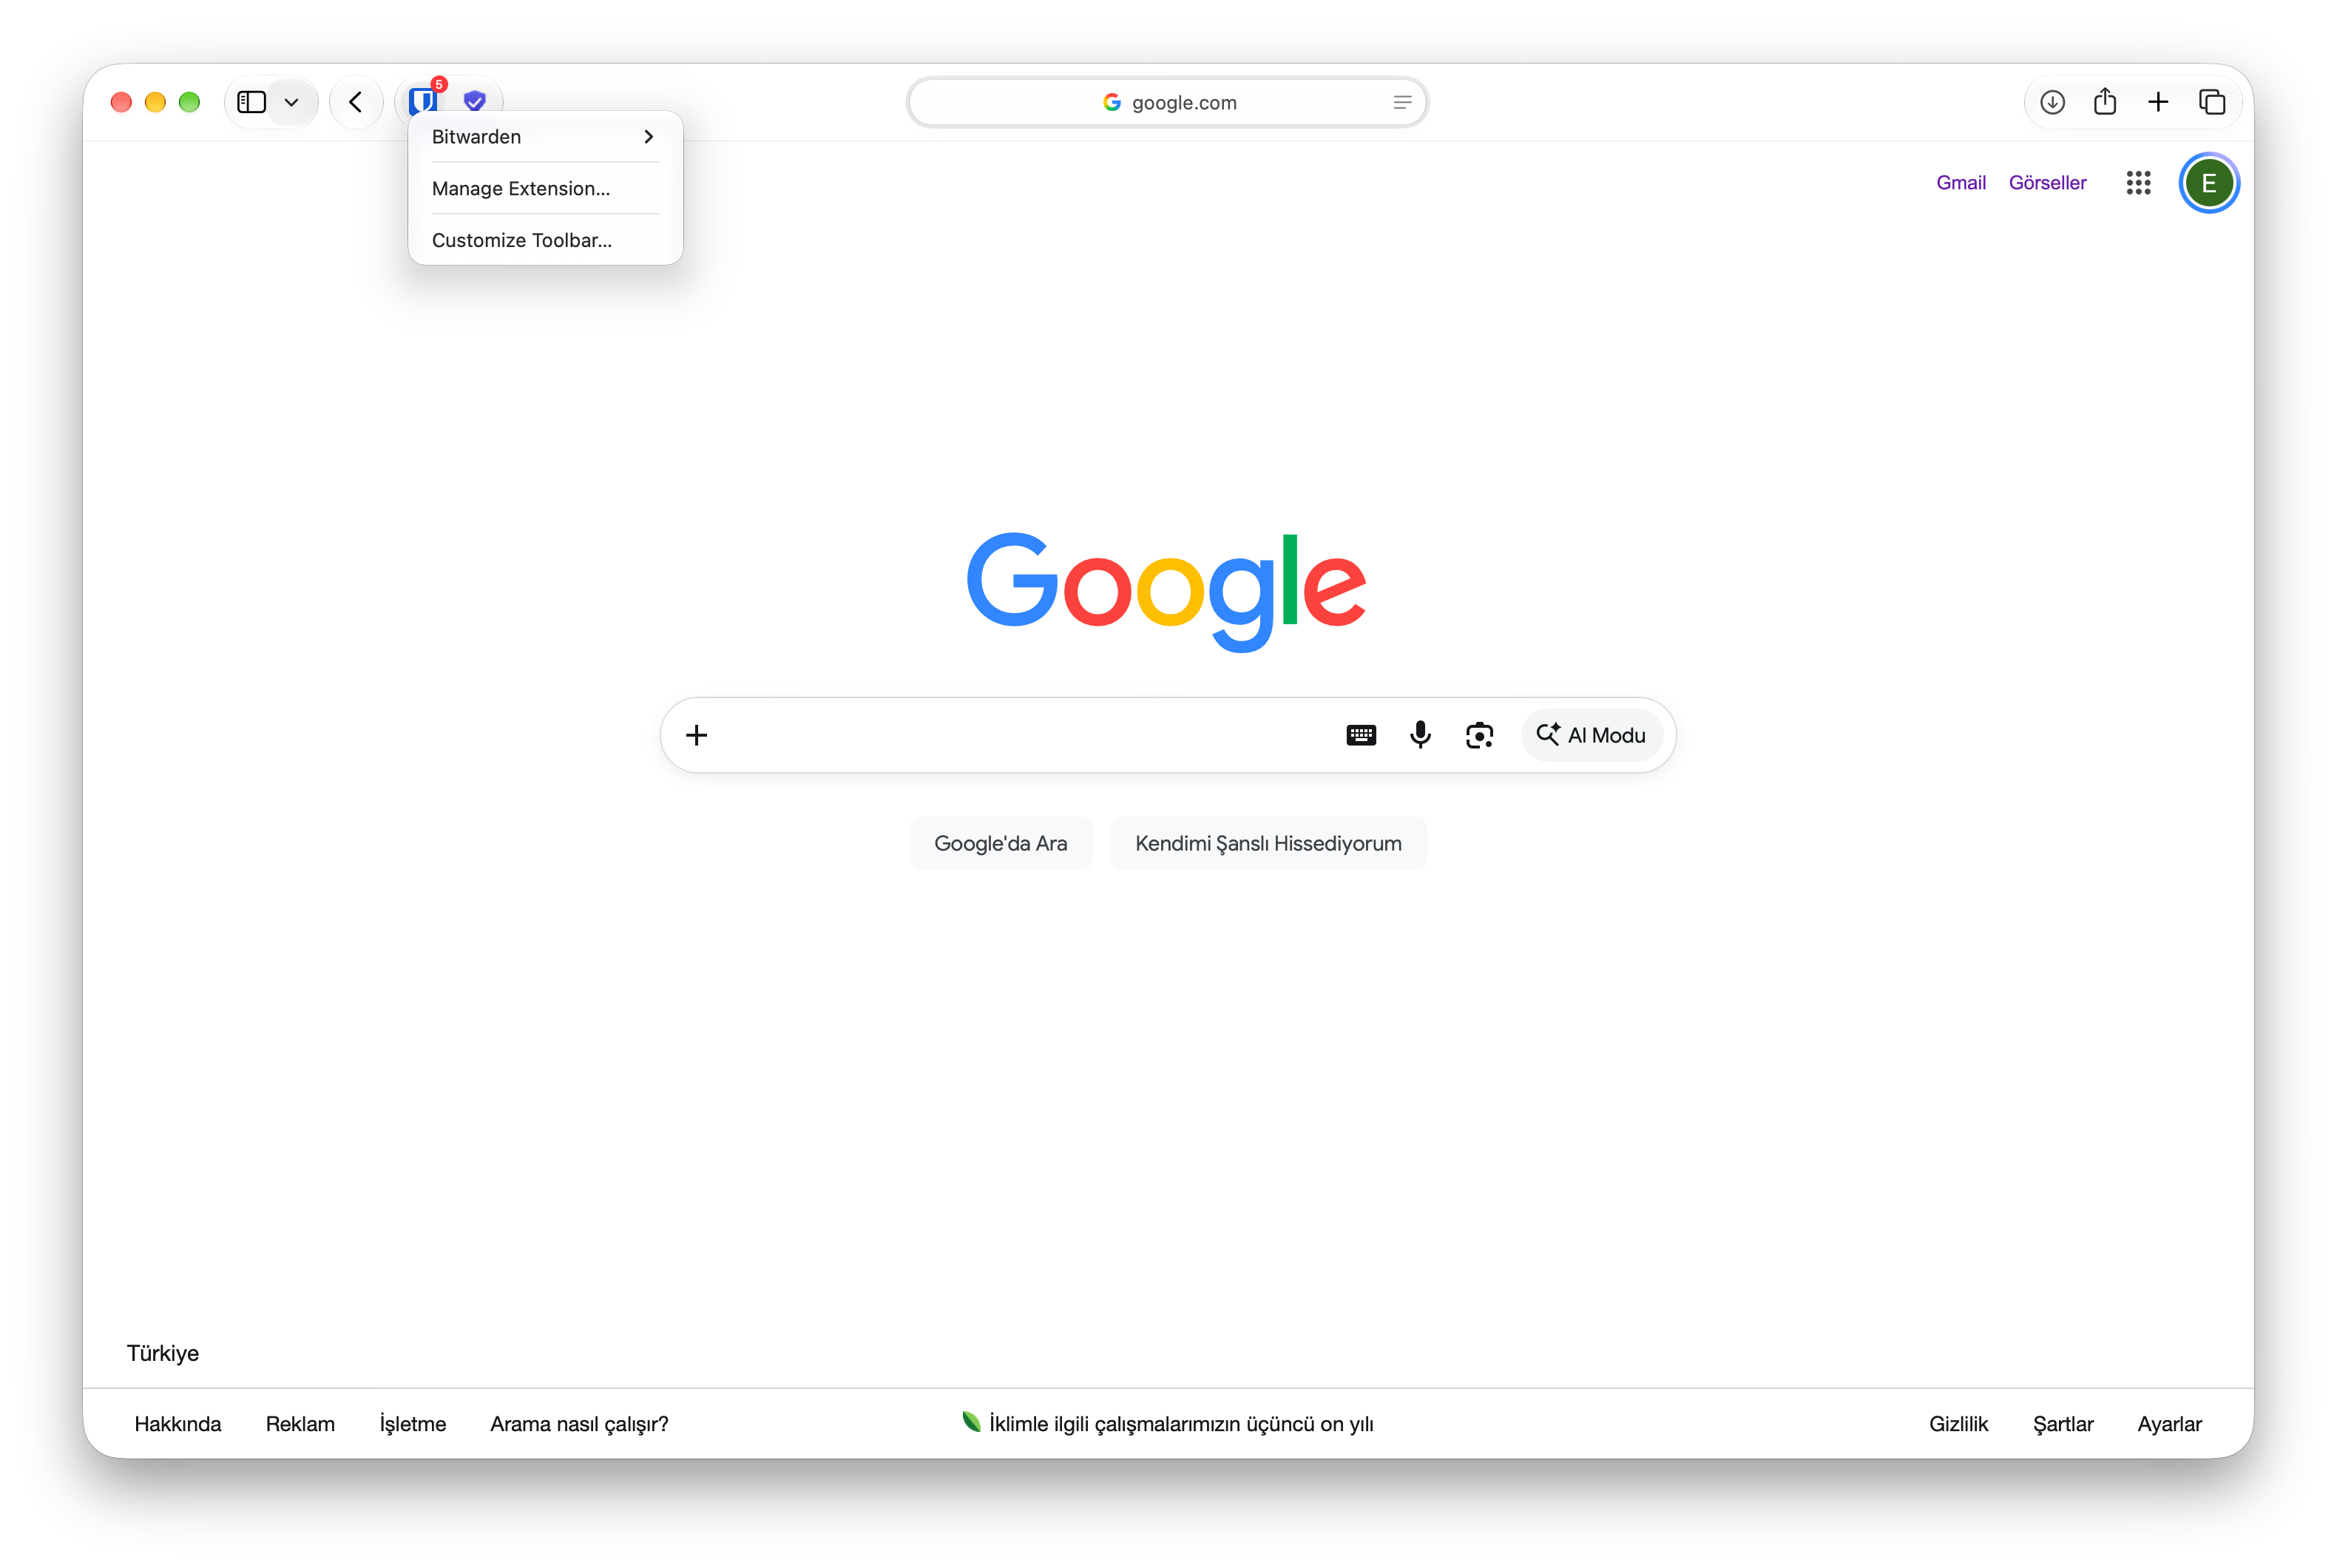 5
google.com
Bitwarden
Manage Extension...
Customize Toolbar...
Gmail Görseller
E
Google
AI Modu
Google'da Ara Kendimi Şanslı Hissediyorum
Türkiye
Hakkında Reklam İşletme Arama nasıl çalışır? İklimle ilgili çalışmalarımızın üçüncü on yılı Gizlilik Şartlar Ayarlar